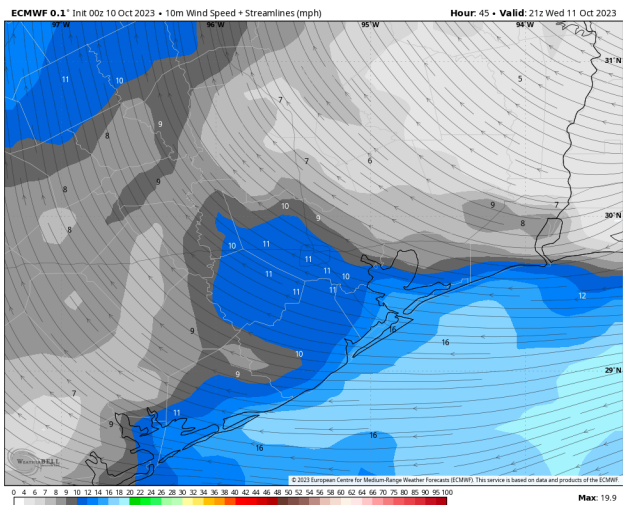 ECMWF 0.1° Init 00z 10 Oct 2023 • 10m Wind Speed + Streamlines (mph)
Hour: 45 • Valid: 21z Wed 11 Oct 2023
97°W 96°W 95°W 94°W
31°N
11 10 5
7
9
8
7 6
8 9
10 9 9 8 7
30°N
8
10 11
11 11 10
11
11 11
12
9 16
16
10
9
29°N
7
11
9
16
16
WeatherBELL
© 2023 European Centre for Medium-Range Weather Forecasts (ECMWF). This service is based on data and products of the ECMWF.
0 4 5 6 7 8 9 10 12 14 16 18 20 22 24 26 28 30 32 34 36 38 40 42 44 46 48 50 52 54 56 58 60 62 64 66 70 75 80 85 90 95 100
Max: 19.9